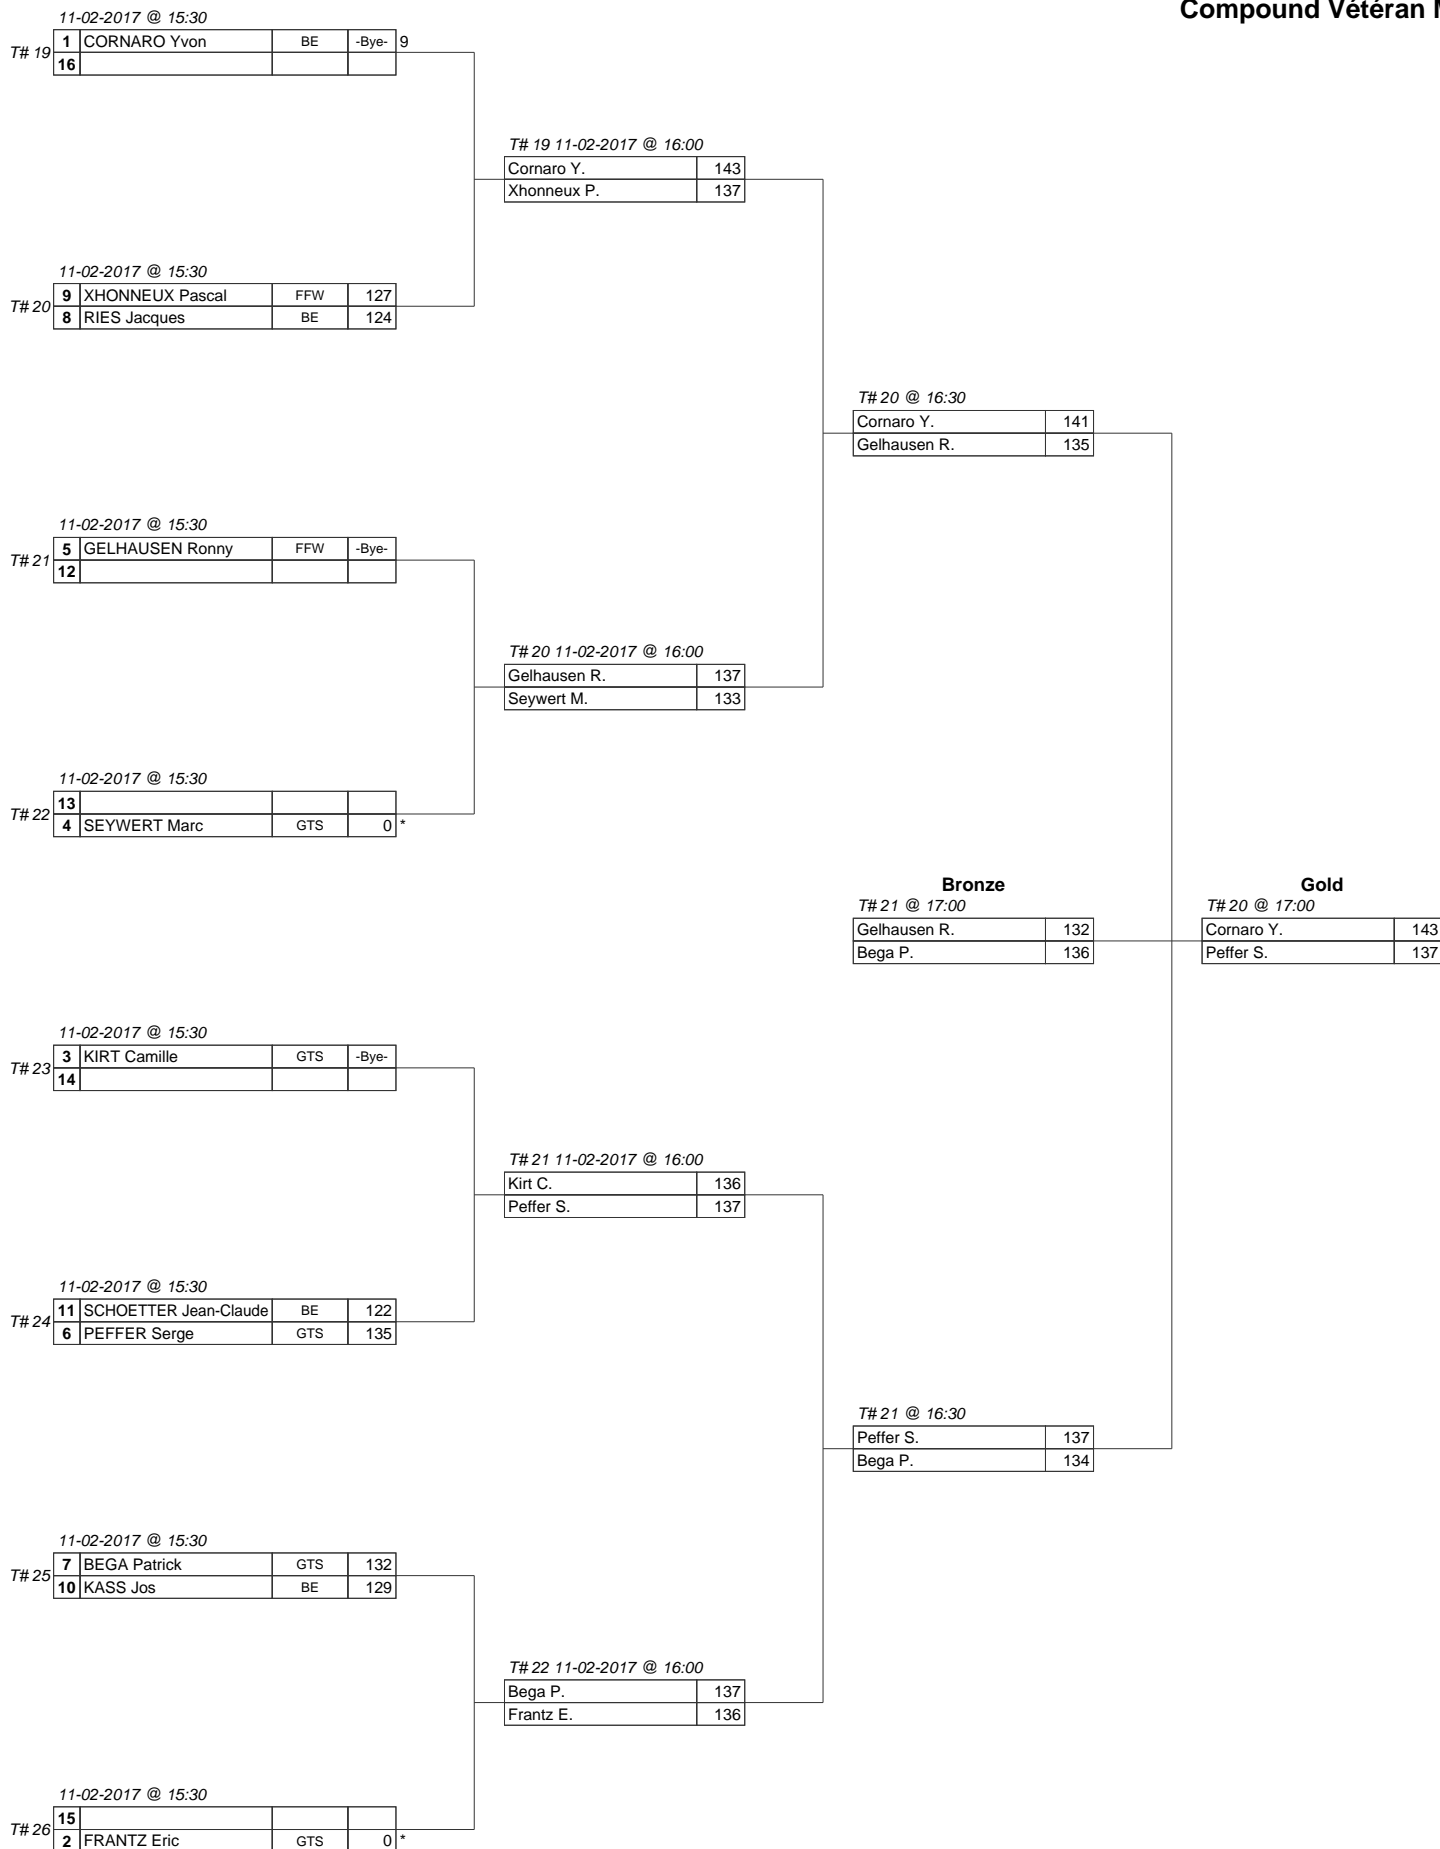 Compound Vétéran
11-02-2017 @ 15:30
T# 19
1 CORNARO Yvon BE -Bye- 9
16
T# 19 11-02-2017 @ 16:00
Cornaro Y. 143
Xhonneux P. 137
11-02-2017 @ 15:30
T# 20
9 XHONNEUX Pascal FFW 127
8 RIES Jacques BE 124
T# 20 @ 16:30
Cornaro Y. 141
Gelhausen R. 135
11-02-2017 @ 15:30
T# 21
5 GELHAUSEN Ronny FFW -Bye-
12
T# 20 11-02-2017 @ 16:00
Gelhausen R. 137
Seywert M. 133
11-02-2017 @ 15:30
T# 22
13
4 SEYWERT Marc GTS 0 *
Bronze
T# 21 @ 17:00
Gelhausen R. 132
Bega P. 136
Gold
T# 20 @ 17:00
Cornaro Y. 143
Peffer S. 137
11-02-2017 @ 15:30
T# 23
3 KIRT Camille GTS -Bye-
14
T# 21 11-02-2017 @ 16:00
Kirt C. 136
Peffer S. 137
11-02-2017 @ 15:30
T# 24
11 SCHOETTER Jean-Claude BE 122
6 PEFFER Serge GTS 135
T# 21 @ 16:30
Peffer S. 137
Bega P. 134
11-02-2017 @ 15:30
T# 25
7 BEGA Patrick GTS 132
10 KASS Jos BE 129
T# 22 11-02-2017 @ 16:00
Bega P. 137
Frantz E. 136
11-02-2017 @ 15:30
T# 26
15
2 FRANTZ Eric GTS 0 *